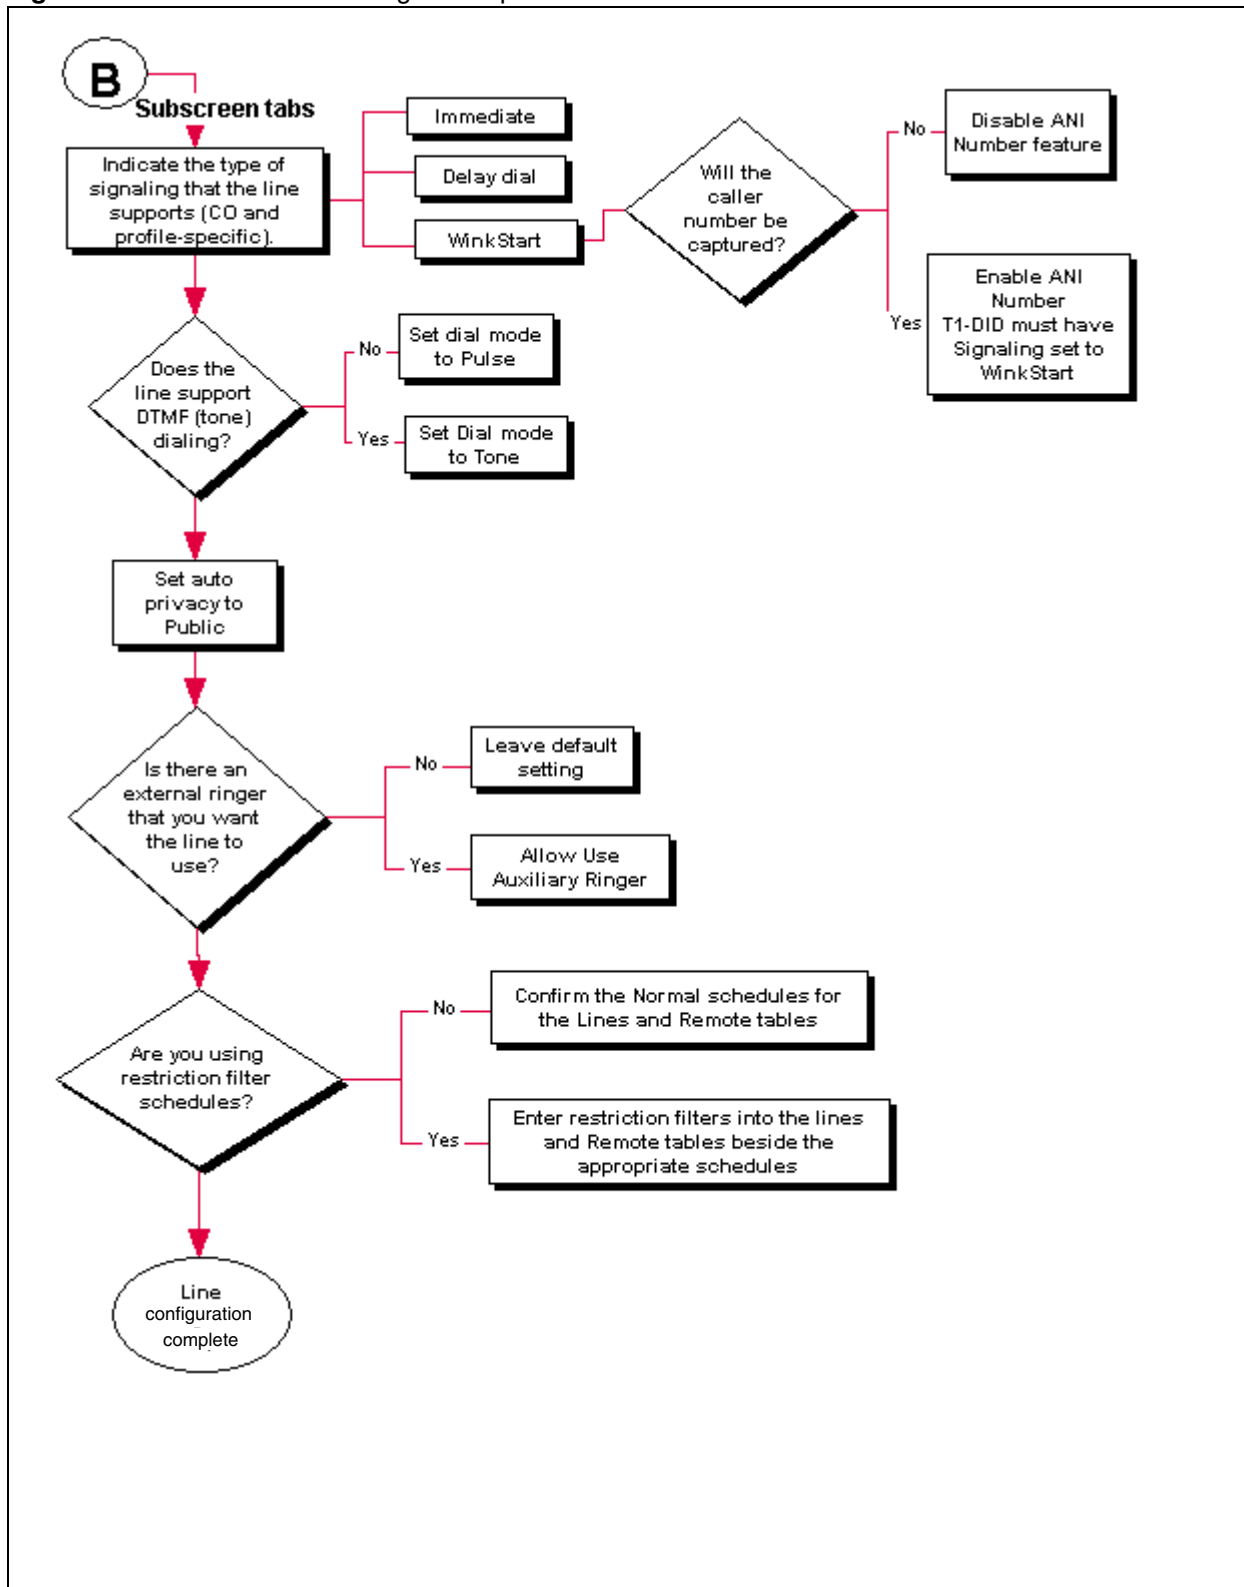 B
Subscreen tabs
Indicate the type of
signaling that the line
supports (CO and
profile-specific).
Immediate
Delay dial
WinkStart
Will the
caller
number be
captured?
No
Disable ANI
Number feature
Yes
Enable ANI
Number
T1-DID must have
Signaling set to
WinkStart
Does the
line support
DTMF (tone)
dialing?
No
Set dial mode
to Pulse
Yes
Set Dial mode
to Tone
Set auto
privacy to
Public
Is there an
external ringer
that you want
the line to
use?
No
Leave default
setting
Yes
Allow Use
Auxiliary Ringer
Are you using
restriction filter
schedules?
No
Confirm the Normal schedules for
the Lines and Remote tables
Yes
Enter restriction filters into the lines
and Remote tables beside the
appropriate schedules
Line
configuration
complete